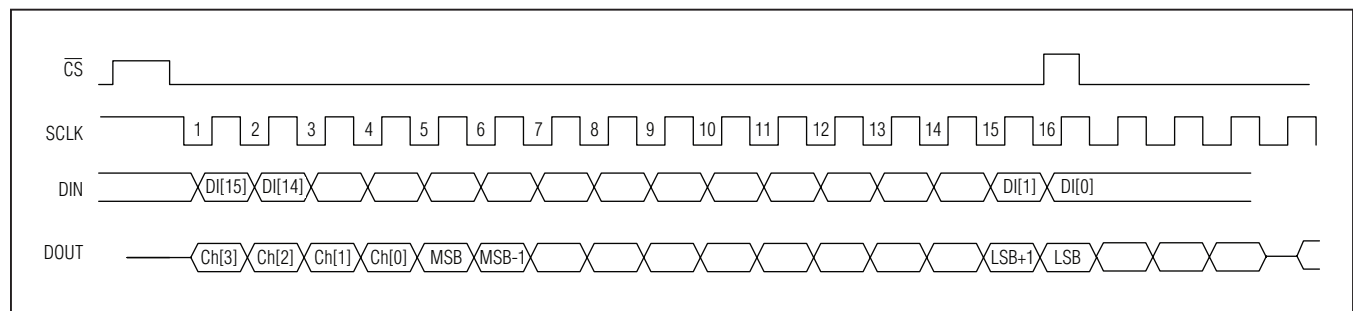 C̅S̅
SCLK 1 2 3 4 5 6 7 8 9 10 11 12 13 14 15 16
DIN DI[15] DI[14] DI[1] DI[0]
DOUT Ch[3] Ch[2] Ch[1] Ch[0] MSB MSB-1 LSB+1 LSB